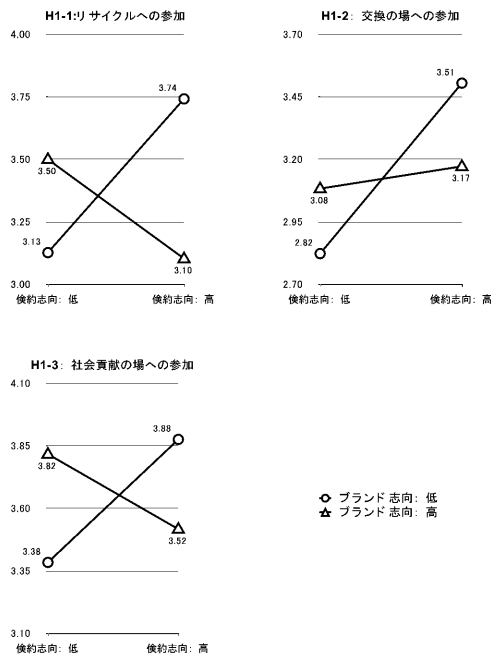 H1-1:リサイクルへの参加
4.00
3.74
3.75
3.50
3.50
3.25
3.13
3.10
3.00
倹約志向: 低
倹約志向: 高
H1-2: 交換の場への参加
3.70
3.51
3.45
3.20
3.17
3.08
2.95
2.82
2.70
倹約志向: 低
倹約志向: 高
H1-3: 社会貢献の場への参加
4.10
3.88
3.85
3.82
3.60
3.52
3.38
3.35
3.10
倹約志向: 低
倹約志向: 高
ブランド志向: 低
ブランド志向: 高